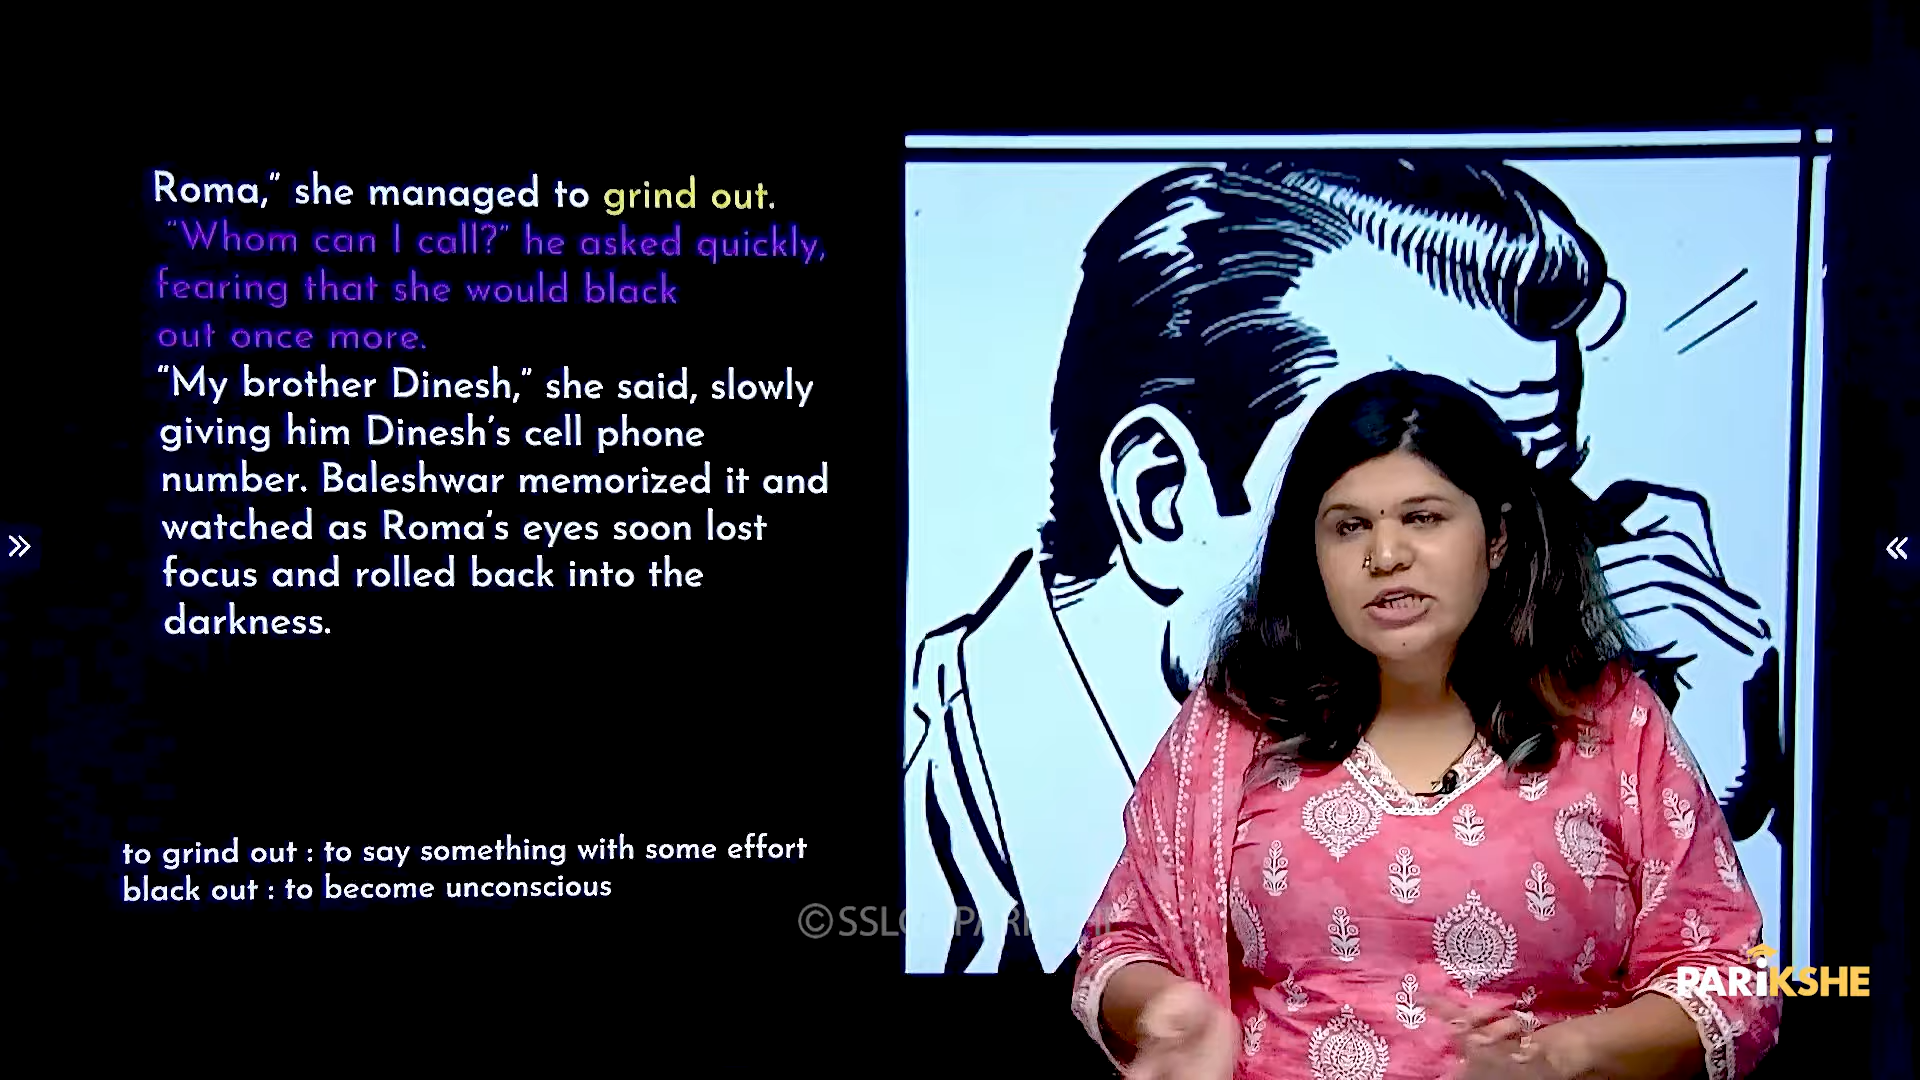 Roma,” she managed to grind out.
“Whom can I call?” he asked quickly,
fearing that she would black
out once more.
“My brother Dinesh,” she said, slowly
giving him Dinesh’s cell phone
number. Baleshwar memorized it and
watched as Roma’s eyes soon lost
focus and rolled back into the
darkness.
to grind out : to say something with some effort
black out : to become unconscious
©SSLC PARIKSHE
PARiKSHE